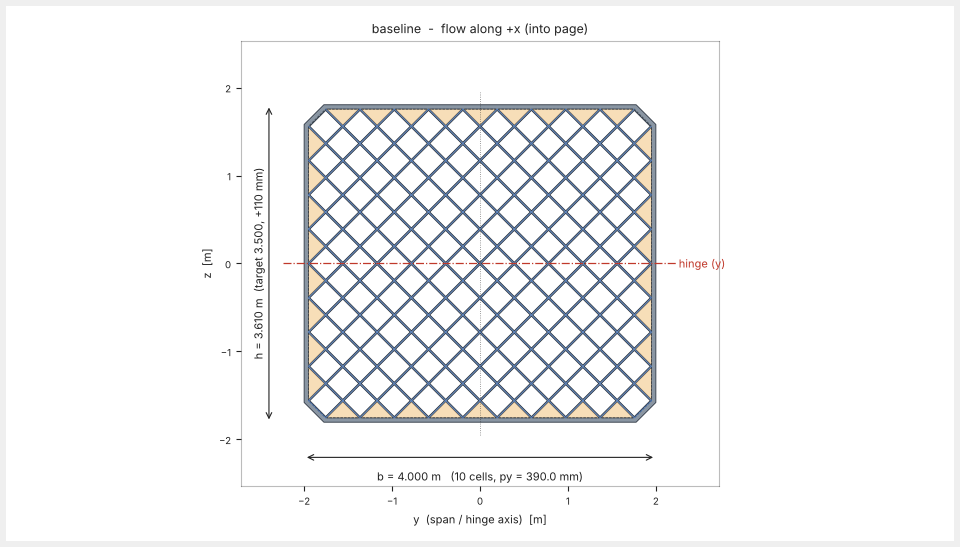 baseline - flow along +x (into page)
2
1
0
−1
−2
z [m]
h = 3.610 m (target 3.500, +110 mm)
hinge (y)
b = 4.000 m (10 cells, py = 390.0 mm)
−2
−1
0
1
2
y (span / hinge axis) [m]